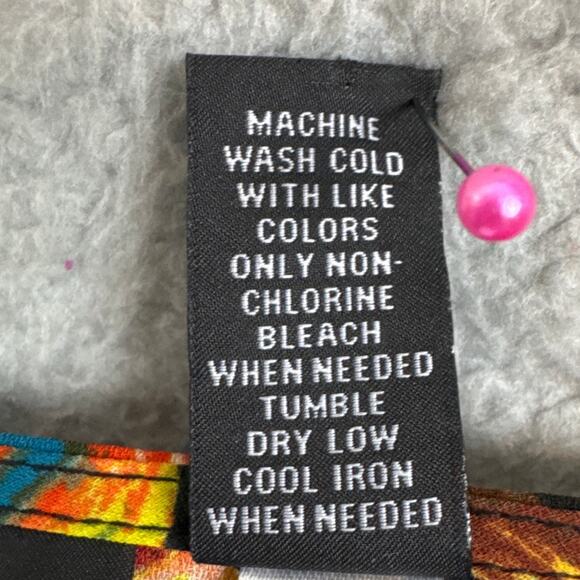 MACHINE
WASH COLD
WITH LIKE
COLORS
ONLY NON-
CHLORINE
BLEACH
WHEN NEEDED
TUMBLE
DRY LOW
COOL IRON
WHEN NEEDED